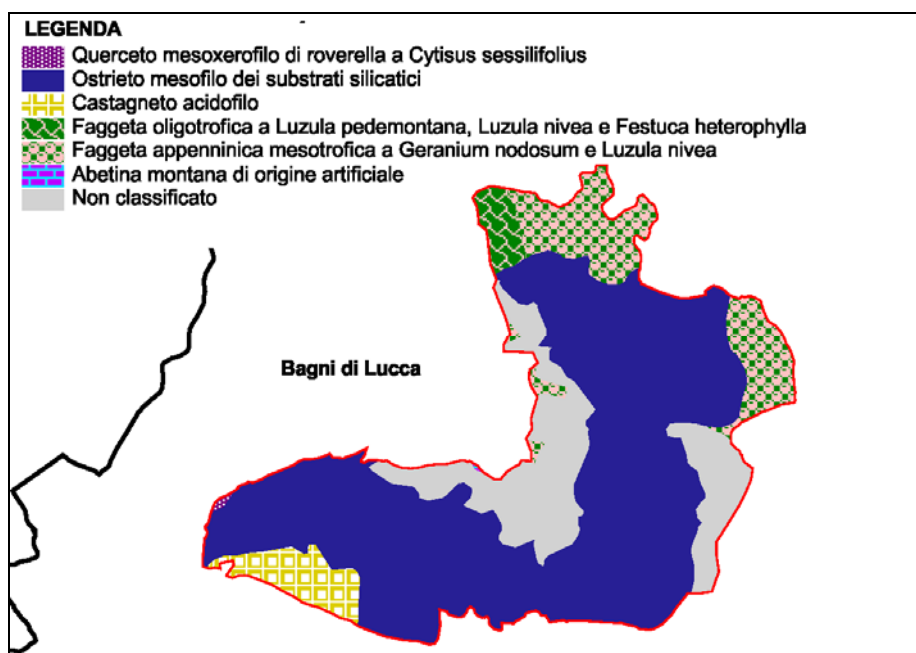 LEGENDA
Querceto mesoxerofilo di roverella a Cytisus sessilifolius
Ostrieto mesofilo dei substrati silicatici
Castagneto acidofilo
Faggeta oligotrofica a Luzula pedemontana, Luzula nivea e Festuca heterophylla
Faggeta appenninica mesotrofica a Geranium nodosum e Luzula nivea
Abetina montana di origine artificiale
Non classificato
Bagni di Lucca